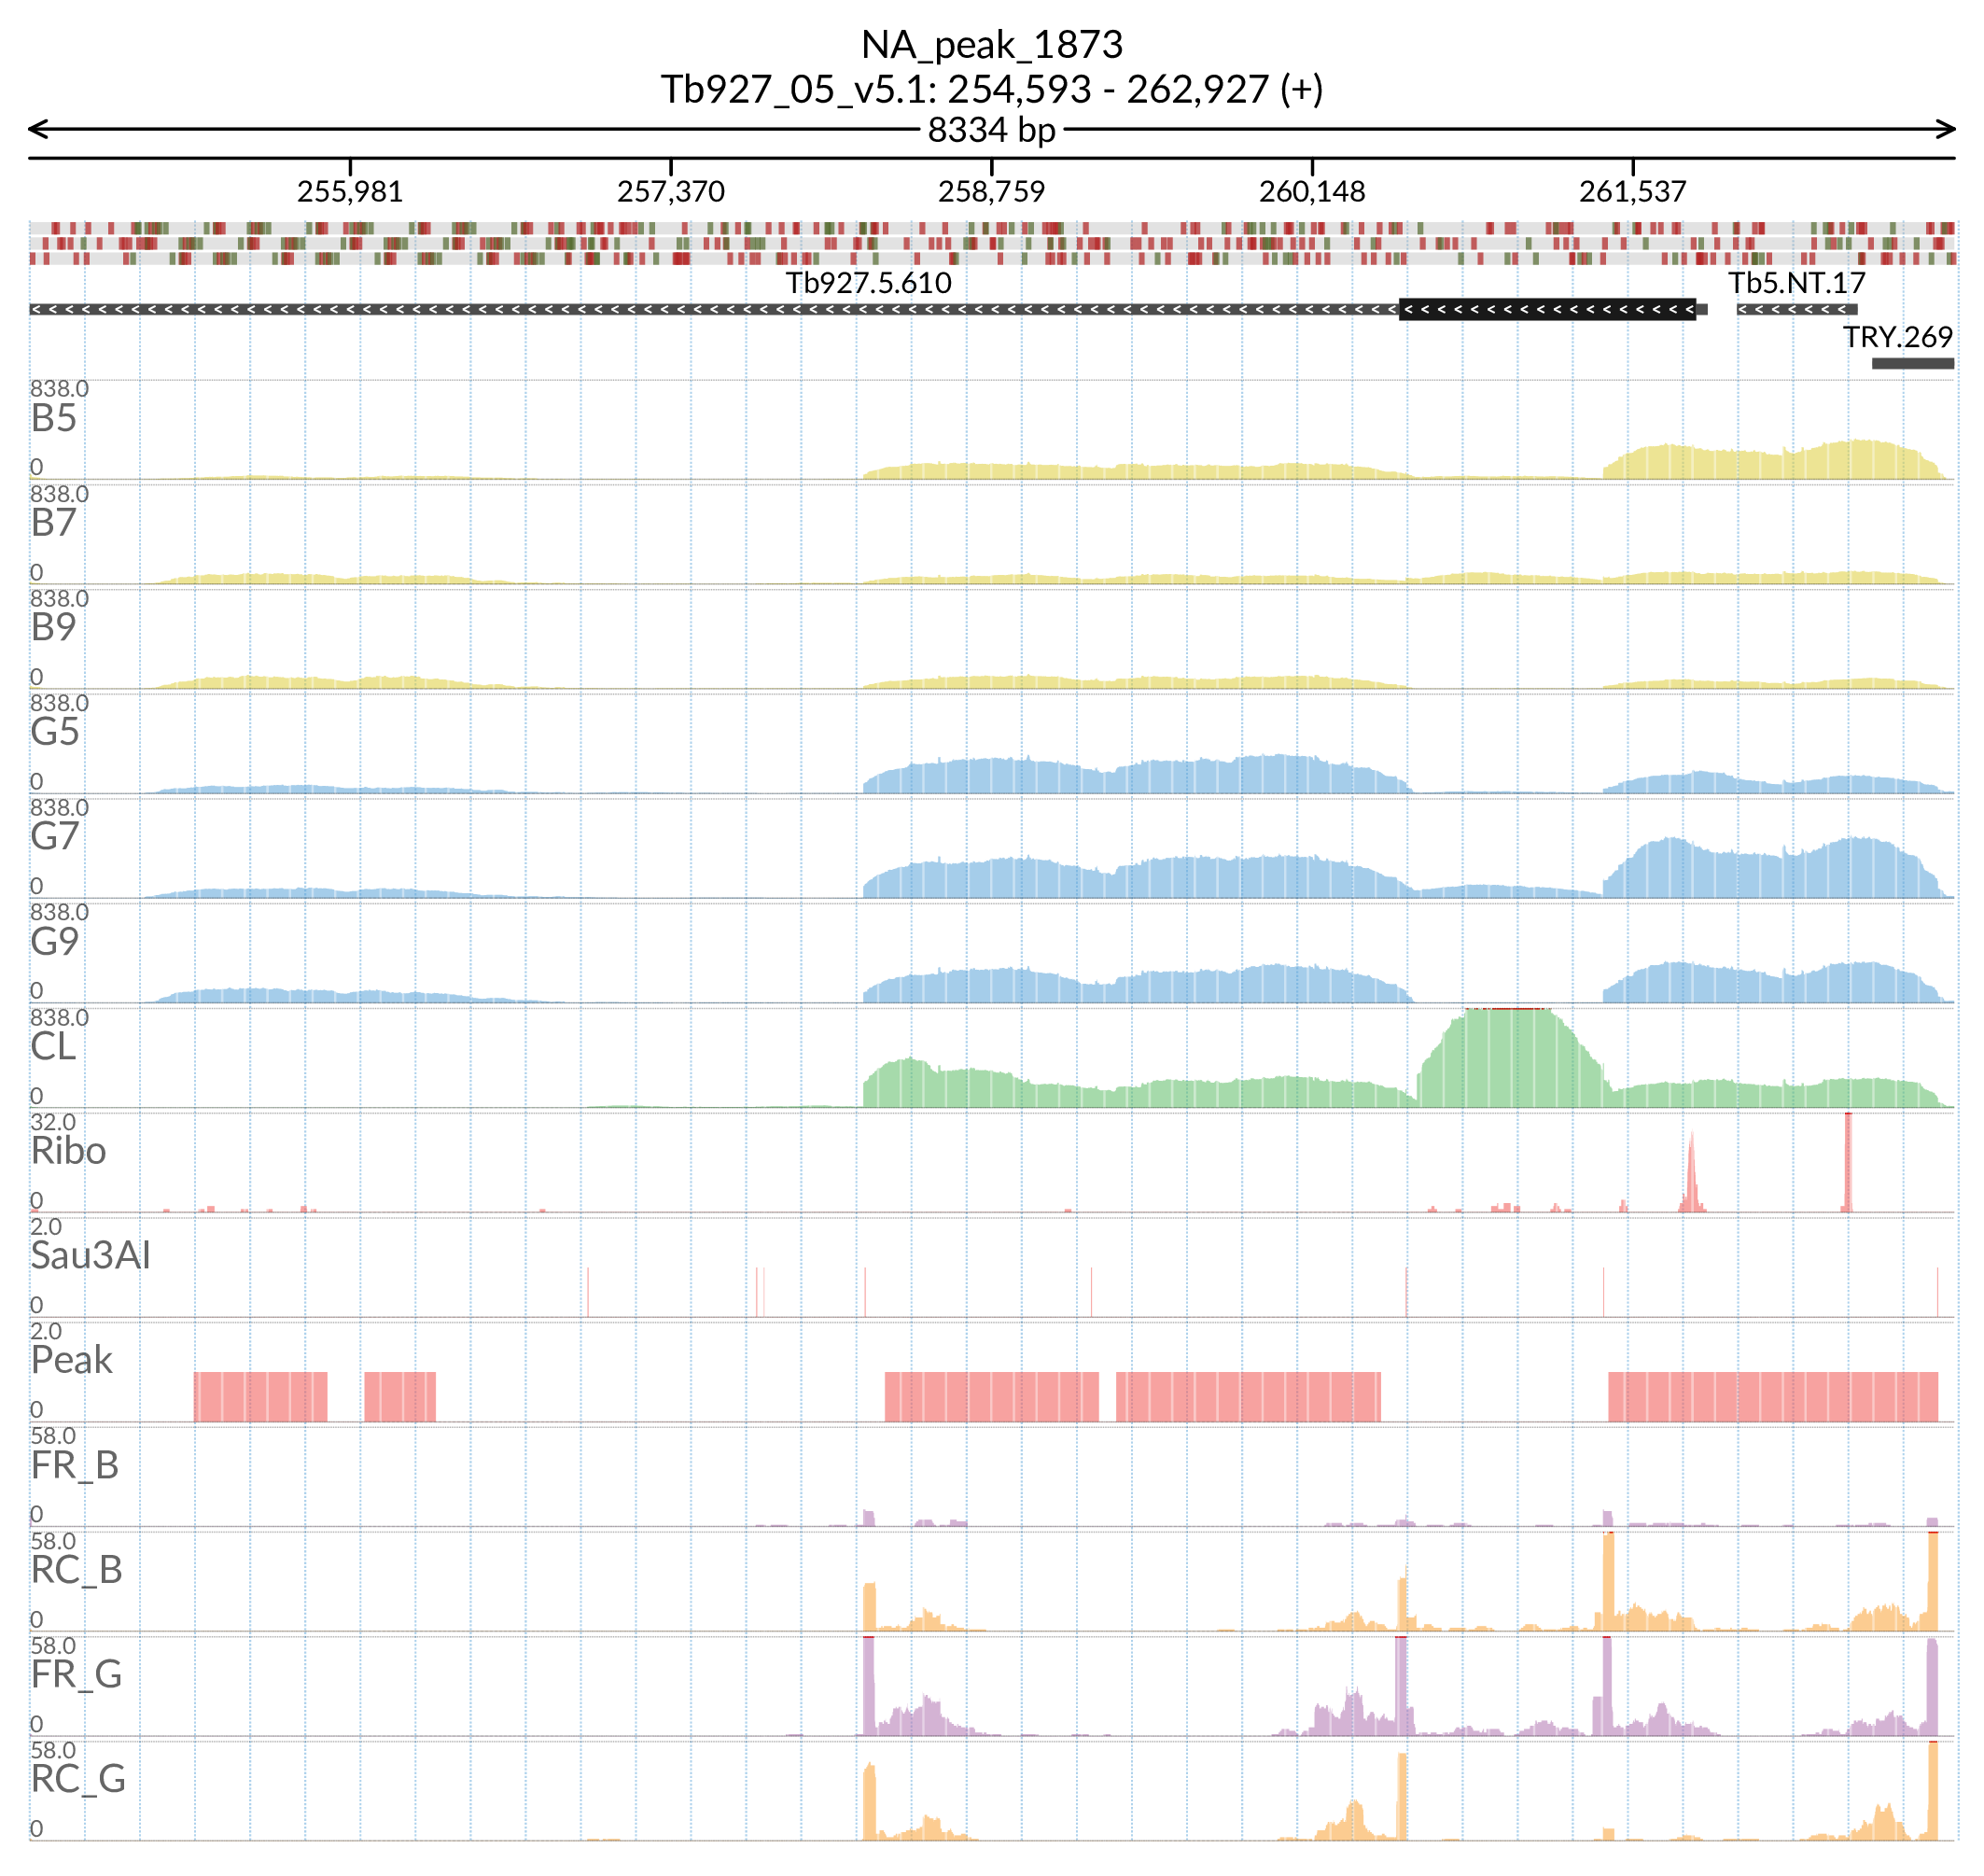 NA_peak_1873
Tb927_05_v5.1: 254,593 - 262,927 (+)
8334 bp
255,981 257,370 258,759 260,148 261,537
Tb927.5.610 Tb5.NT.17
TRY.269
838.0
B5
0
838.0
B7
0
838.0
B9
0
838.0
G5
0
838.0
G7
0
838.0
G9
0
838.0
CL
0
32.0
Ribo
0
2.0
Sau3AI
0
2.0
Peak
0
58.0
FR_B
0
58.0
RC_B
0
58.0
FR_G
0
58.0
RC_G
0